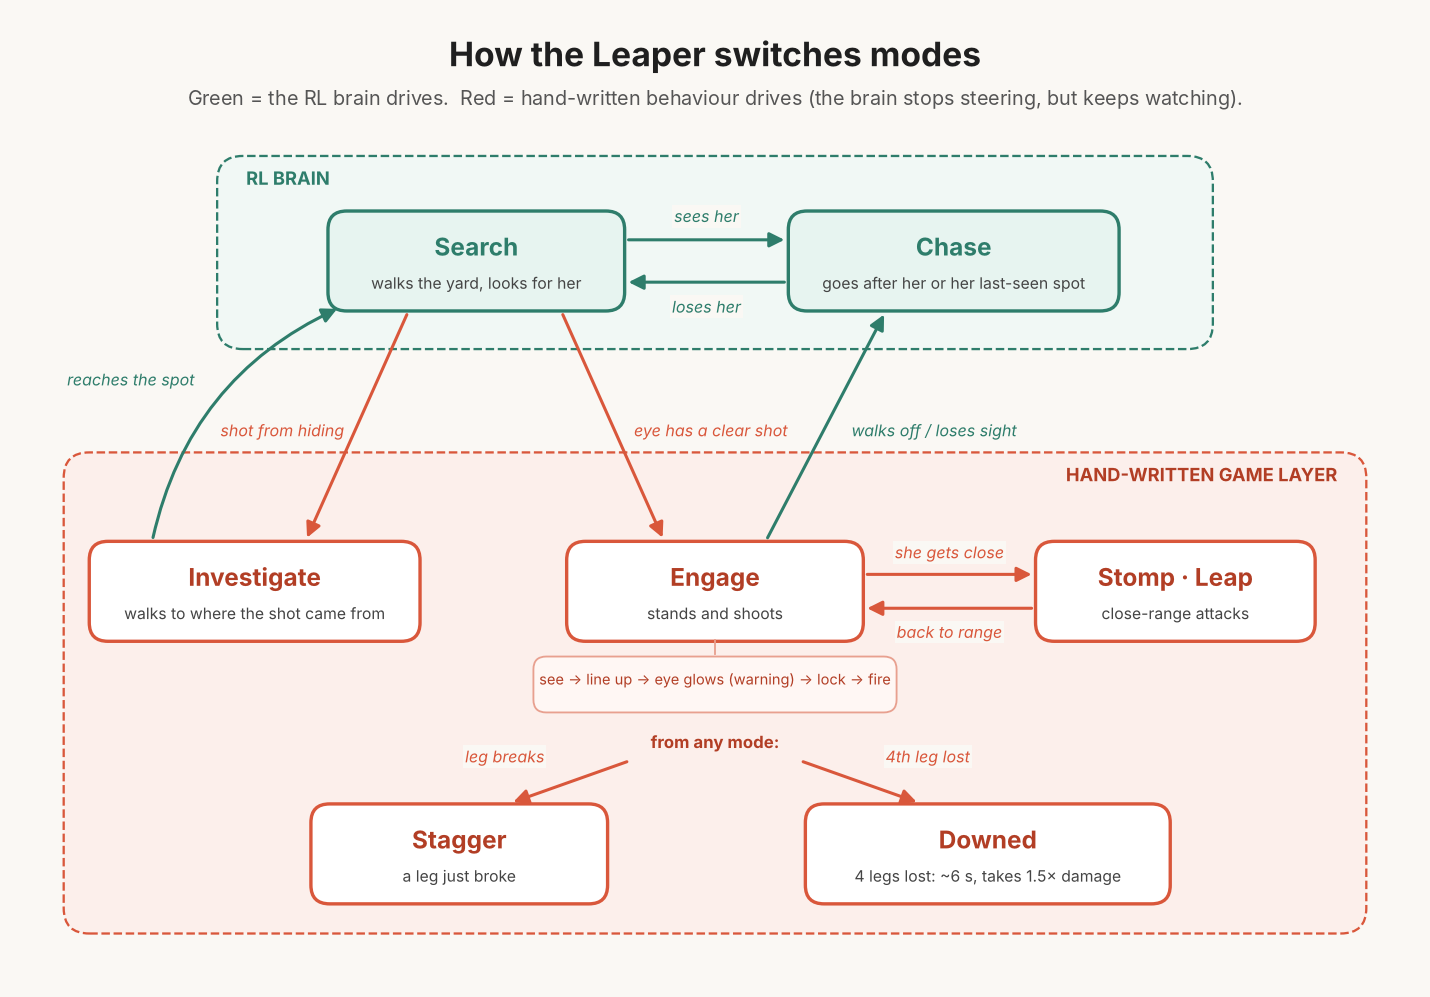 How the Leaper switches modes
Green = the RL brain drives.  Red = hand-written behaviour drives (the brain stops steering, but keeps watching).
RL BRAIN
Search
walks the yard, looks for her
sees her
loses her
Chase
goes after her or her last-seen spot
reaches the spot
shot from hiding
eye has a clear shot
walks off / loses sight
HAND-WRITTEN GAME LAYER
Investigate
walks to where the shot came from
Engage
stands and shoots
she gets close
back to range
Stomp · Leap
close-range attacks
see → line up → eye glows (warning) → lock → fire
from any mode:
leg breaks
4th leg lost
Stagger
a leg just broke
Downed
4 legs lost: ~6 s, takes 1.5× damage